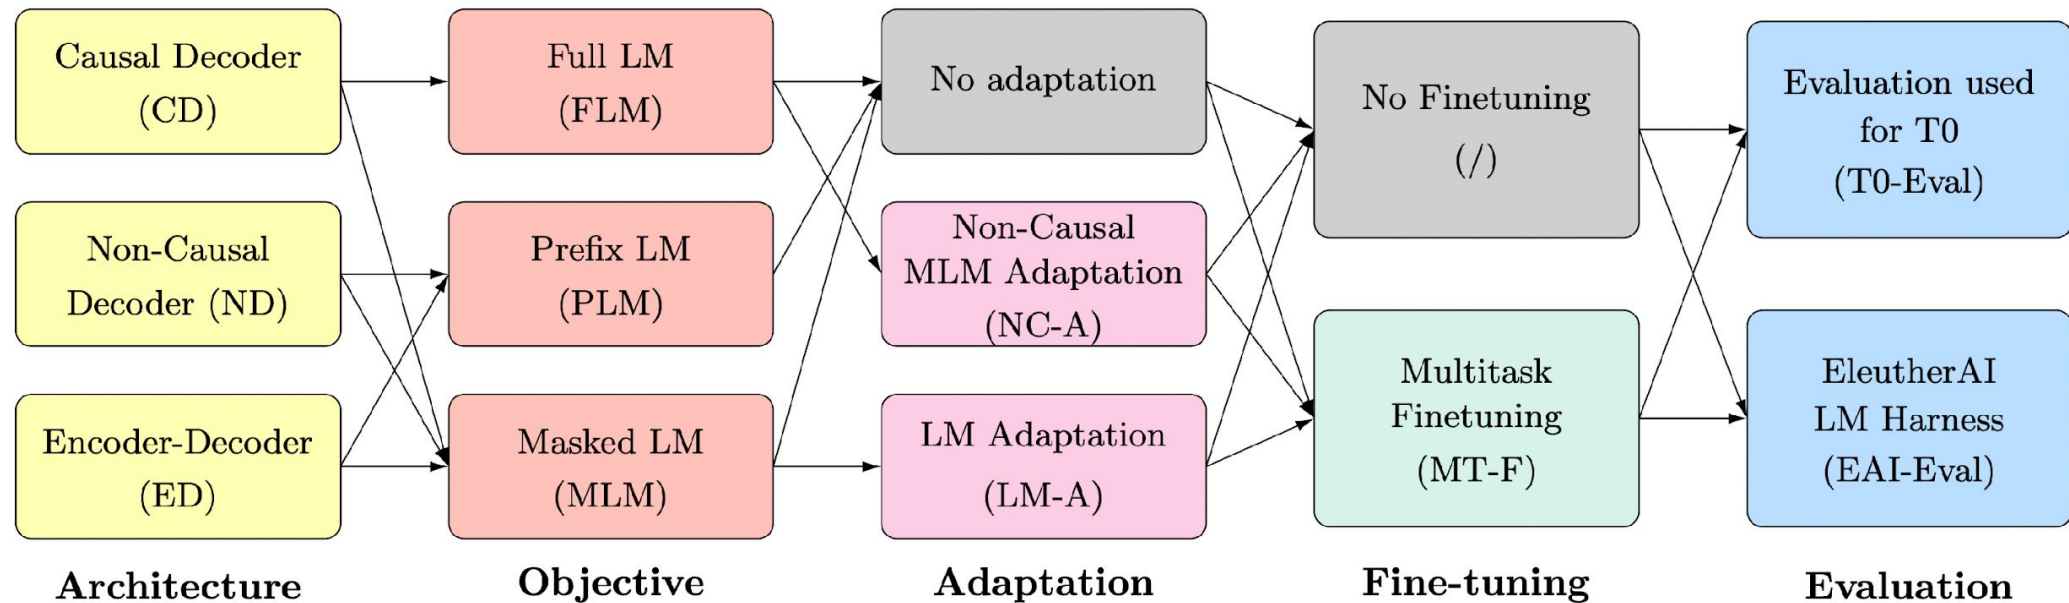 Causal Decoder
(CD)
Non-Causal
Decoder (ND)
Encoder-Decoder
(ED)
Architecture
Full LM
(FLM)
Prefix LM
(PLM)
Masked LM
(MLM)
Objective
No adaptation
Non-Causal
MLM Adaptation
(NC-A)
LM Adaptation
(LM-A)
Adaptation
No Finetuning
(/)
Multitask
Finetuning
(MT-F)
Fine-tuning
Evaluation used
for T0
(T0-Eval)
EleutherAI
LM Harness
(EAI-Eval)
Evaluation